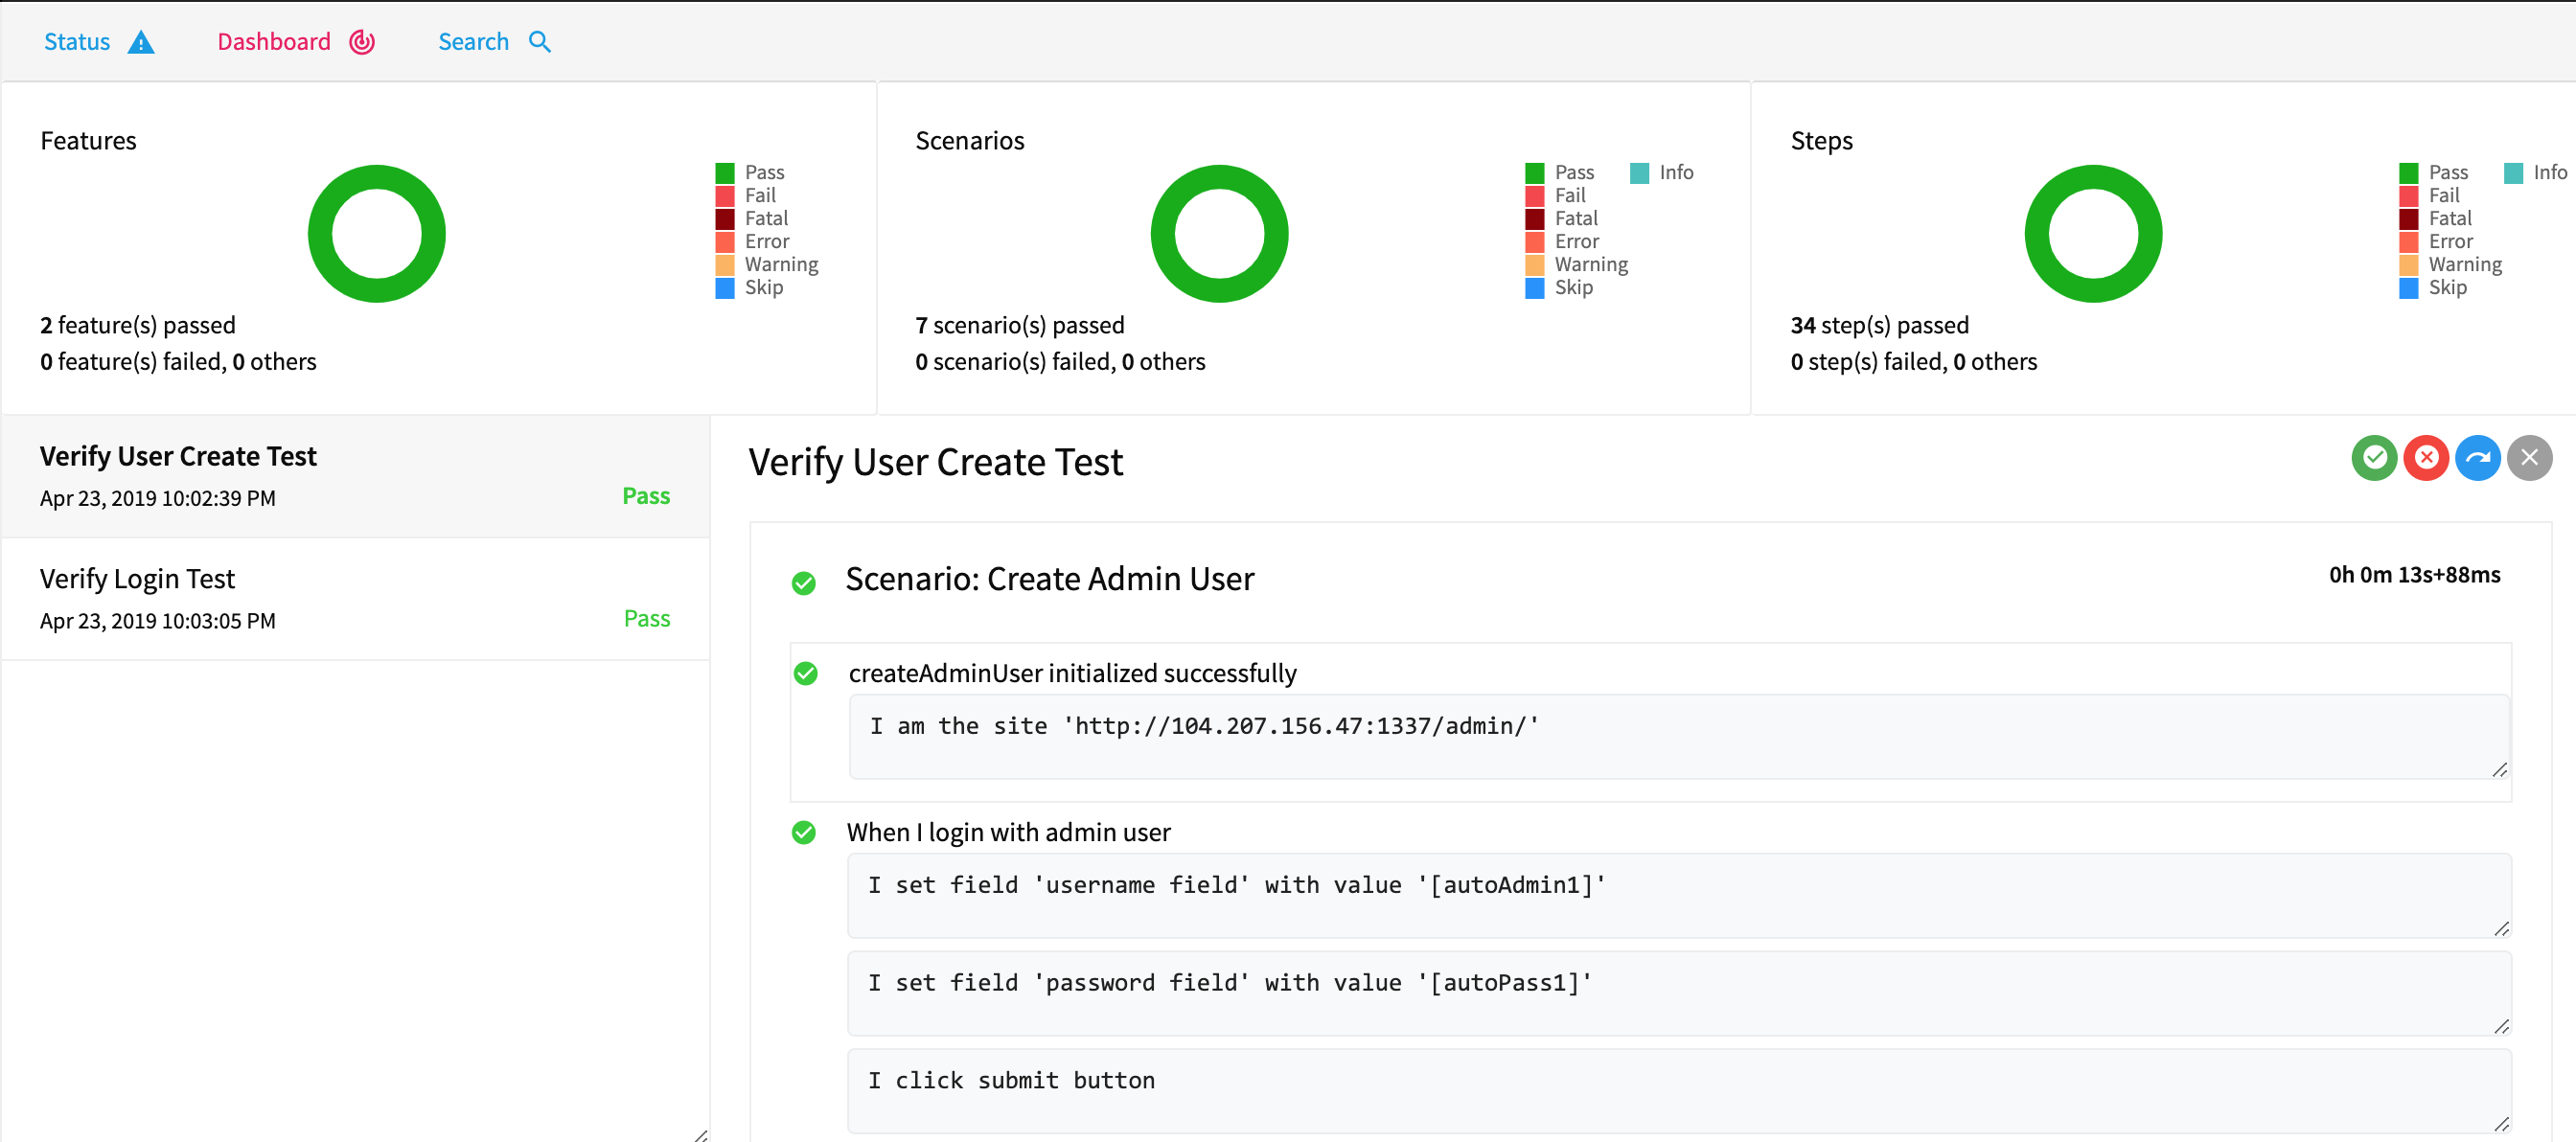 Status
Dashboard
Search
Features
Pass
Fail
Fatal
Error
Warning
Skip
2 feature(s) passed
0 feature(s) failed, 0 others
Scenarios
Pass
Info
Fail
Fatal
Error
Warning
Skip
7 scenario(s) passed
0 scenario(s) failed, 0 others
Steps
Pass
Info
Fail
Fatal
Error
Warning
Skip
34 step(s) passed
0 step(s) failed, 0 others
Verify User Create Test
Apr 23, 2019 10:02:39 PM
Pass
Verify Login Test
Apr 23, 2019 10:03:05 PM
Pass
Verify User Create Test
Scenario: Create Admin User
0h 0m 13s+88ms
createAdminUser initialized successfully
I am the site 'http://104.207.156.47:1337/admin/'
When I login with admin user
I set field 'username field' with value '[autoAdmin1]'
I set field 'password field' with value '[autoPass1]'
I click submit button